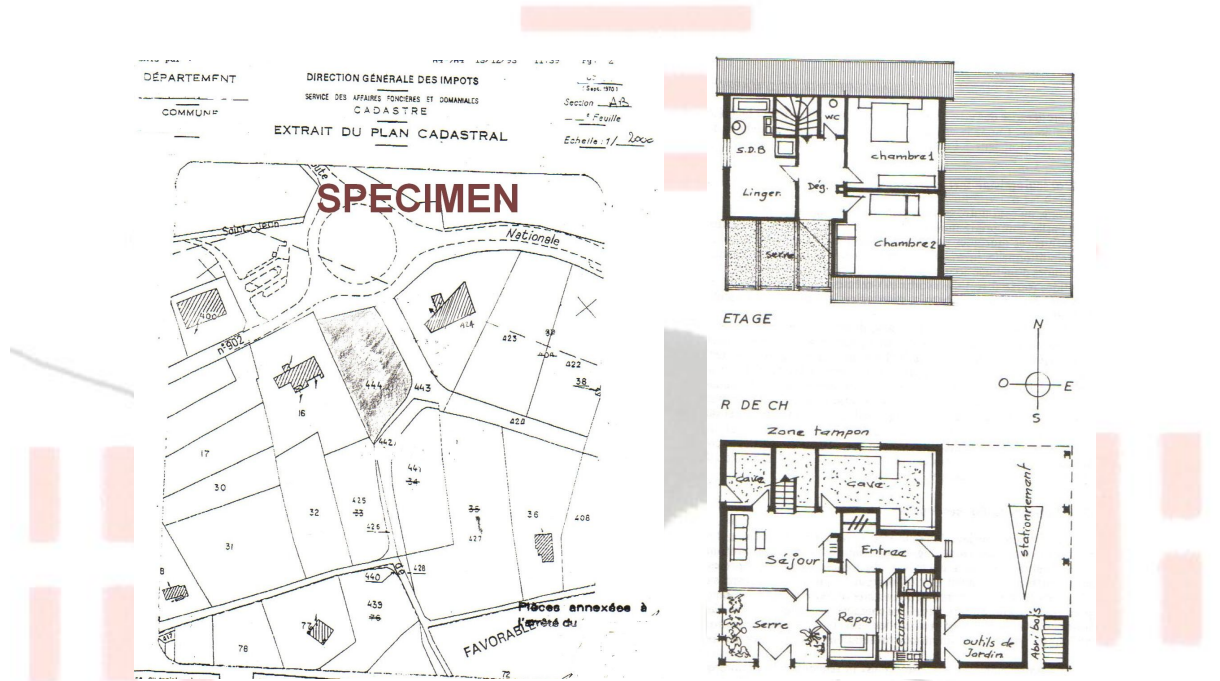 DÉPARTEMENT
COMMUNE
DIRECTION GÉNÉRALE DES IMPOTS
SERVICE DES AFFAIRES FONCIÈRES ET DOMANIALES
CADASTRE
EXTRAIT DU PLAN CADASTRAL
Section AB
Feuille
Echelle : 1/ 2000
SPECIMEN
Saint Jean
Nationale
n°902
400
424
423
404
422
38
444
443
16
442
420
17
30
31
32
425
33
426
441
34
35
427
36
408
428
440
439
76
77
78
417
72
Pièces annexées à
l'arrêté du
FAVORABLE
S.D.B
WC
chambre 1
Linger.
Dég.
chambre 2
serre
ETAGE
N
O
E
S
R DE CH
Zone tampon
cave
cave
stationnement
Séjour
Entrée
serre
Repas
Cuisine
outils de
Jardin
Abri bois